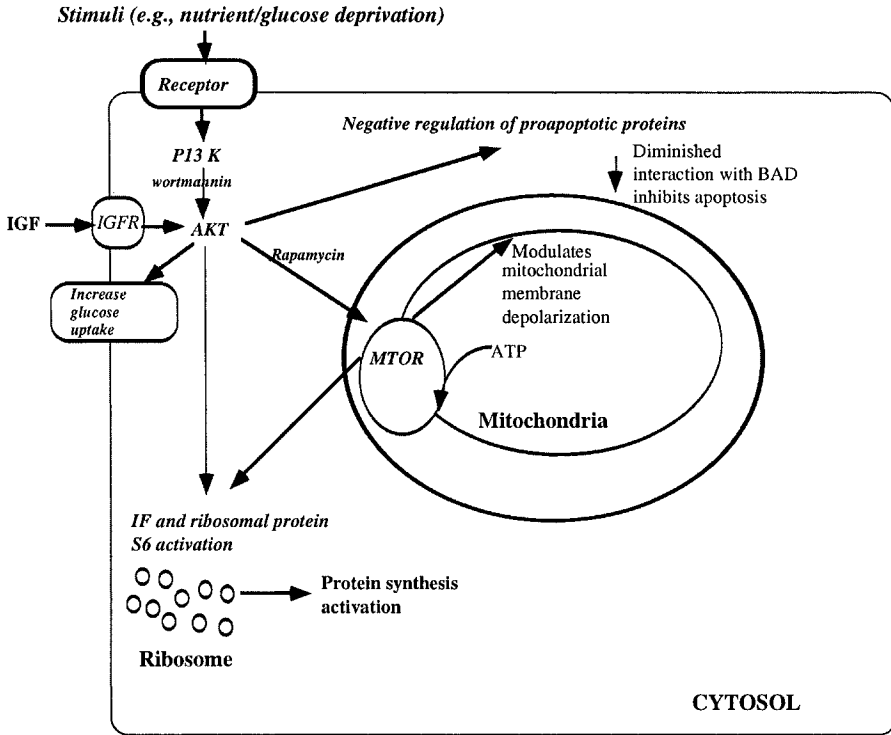 Stimuli (e.g., nutrient/glucose deprivation)
Receptor
Negative regulation of proapoptotic proteins
P13 K
wortmannin
Diminished
interaction with BAD
inhibits apoptosis
IGF
IGFR
AKT
Rapamycin
Modulates
mitochondrial
membrane
depolarization
Increase
glucose
uptake
MTOR
ATP
Mitochondria
IF and ribosomal protein
S6 activation
Protein synthesis
activation
Ribosome
CYTOSOL